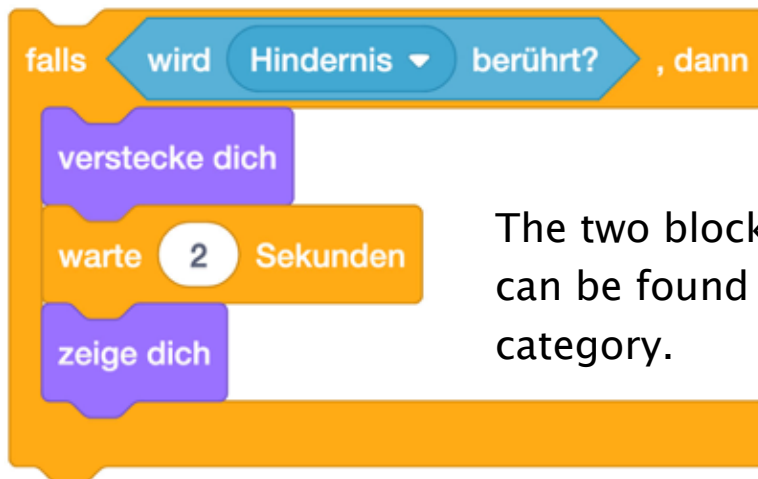 falls wird Hindernis berührt? , dann
verstecke dich
warte 2 Sekunden
zeige dich
The two block
can be found
category.